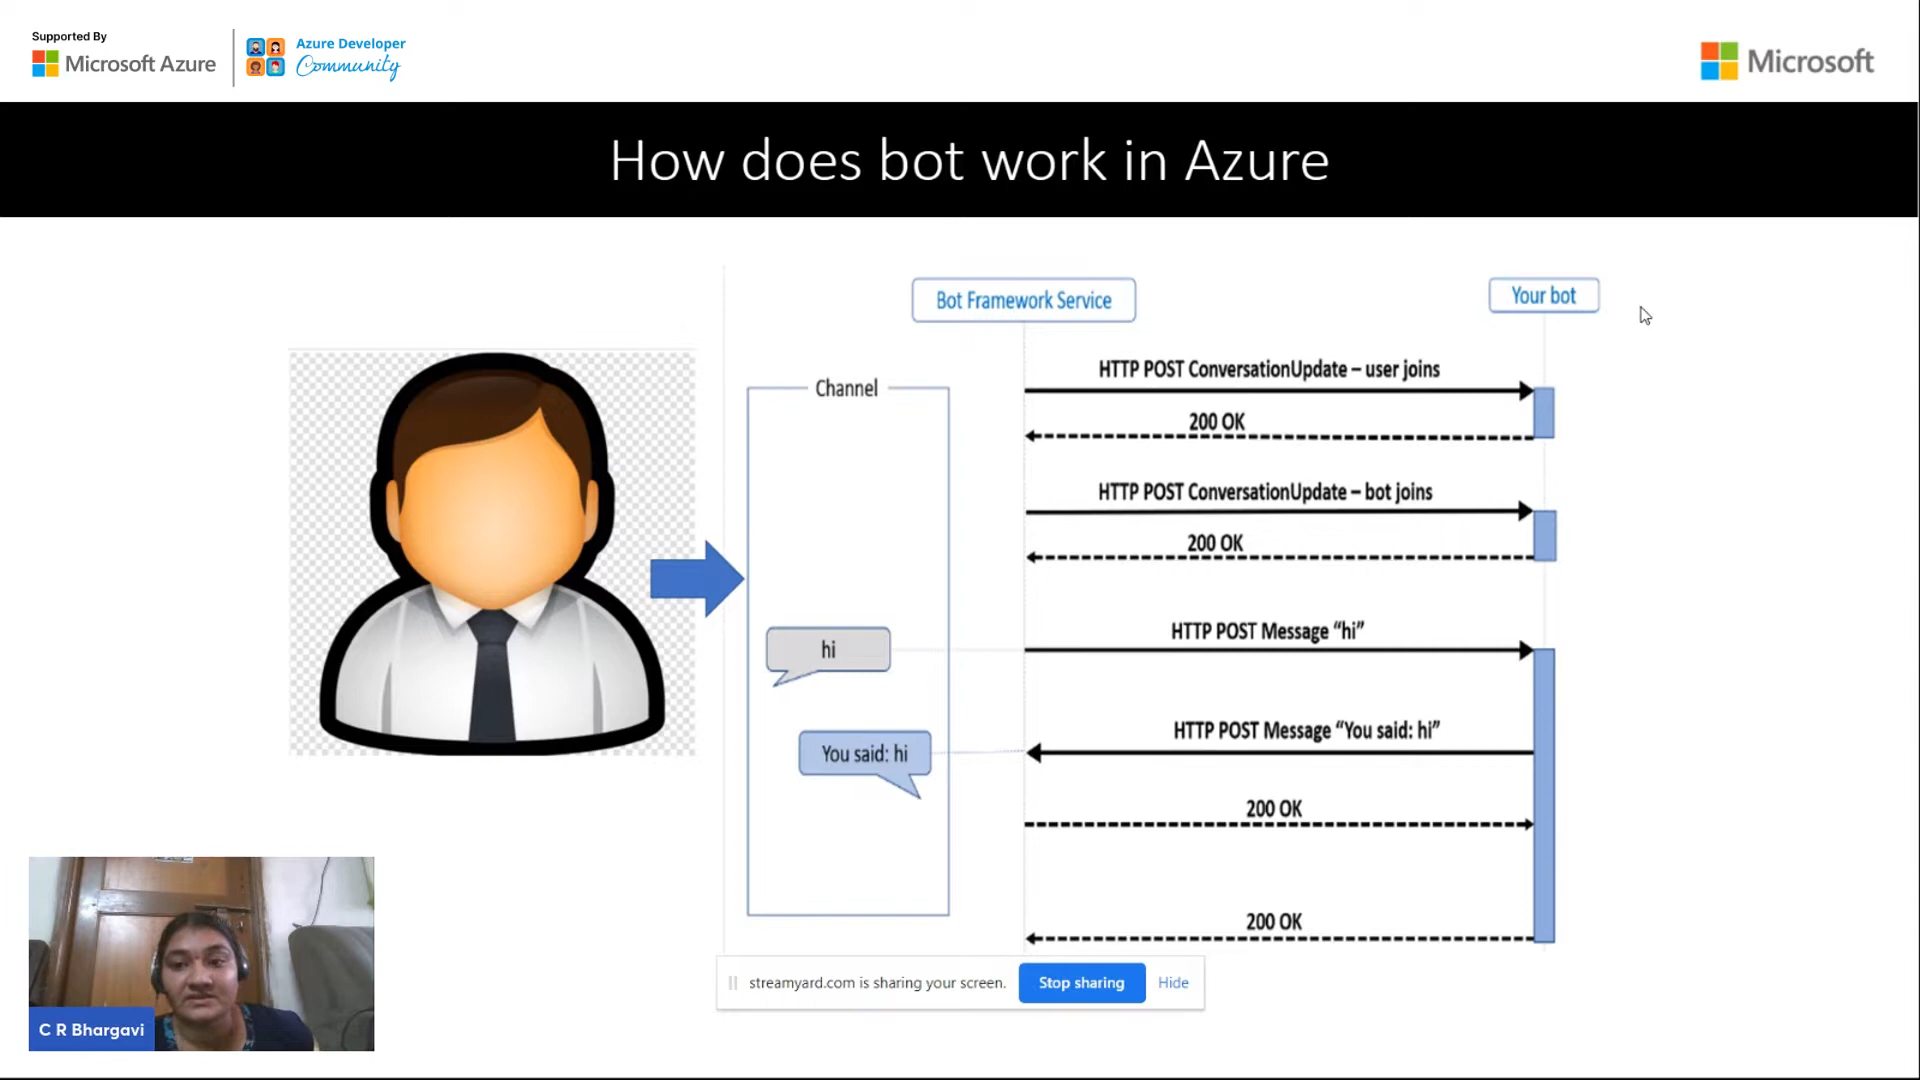 Supported By
Microsoft Azure
Azure Developer
Community
Microsoft
How does bot work in Azure
Bot Framework Service
Your bot
HTTP POST ConversationUpdate – user joins
Channel
200 OK
HTTP POST ConversationUpdate – bot joins
200 OK
HTTP POST Message “hi”
hi
HTTP POST Message “You said: hi”
You said: hi
200 OK
200 OK
streamyard.com is sharing your screen.
Stop sharing
Hide
C R Bhargavi